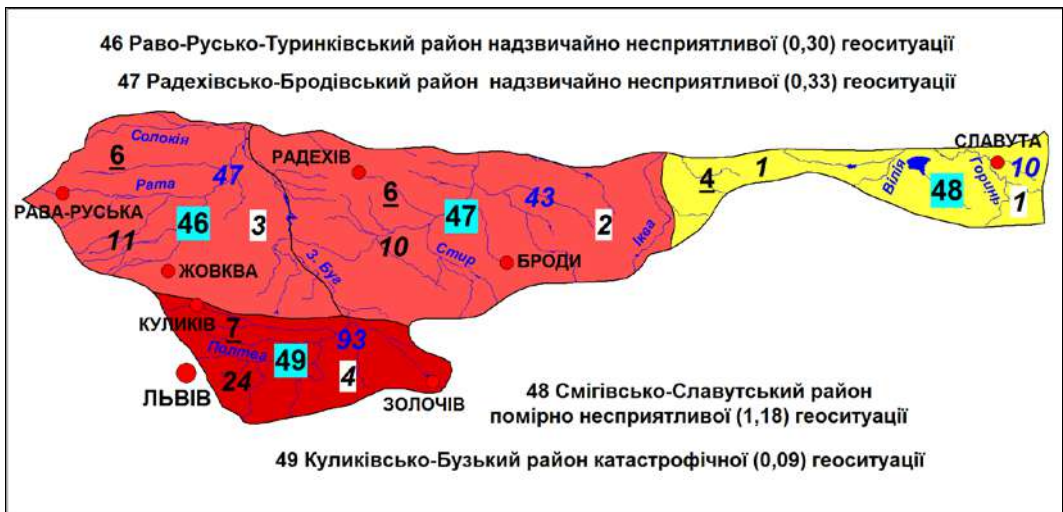 46 Раво-Русько-Туринківський район надзвичайно несприятливої (0,30) геоситуації
47 Радехівсько-Бродівський район надзвичайно несприятливої (0,33) геоситуації
Солокія
6
Рата
47
РАВА-РУСЬКА
46
3
11
ЖОВКВА
РАДЕХІВ
6
47
43
2
10
Стир
Іква
З. Буг
БРОДИ
4
1
СЛАВУТА
Вілія
Горинь
10
48
1
КУЛИКІВ
7
Полтва
49
93
24
4
ЛЬВІВ
ЗОЛОЧІВ
48 Смігівсько-Славутський район
помірно несприятливої (1,18) геоситуації
49 Куликівсько-Бузький район катастрофічної (0,09) геоситуації